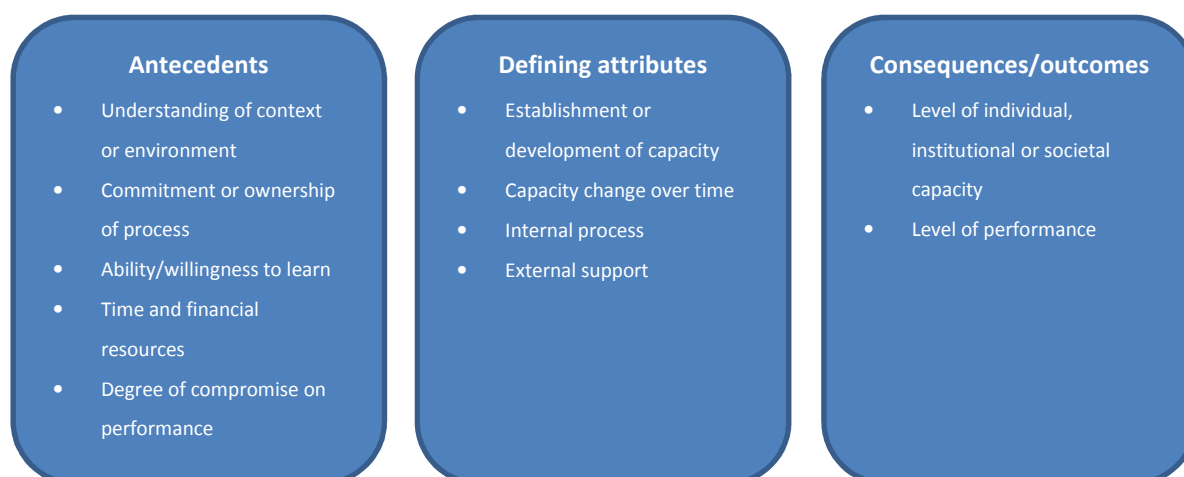 Antecedents
• Understanding of context
or environment
• Commitment or ownership
of process
• Ability/willingness to learn
• Time and financial
resources
• Degree of compromise on
performance
Defining attributes
• Establishment or
development of capacity
• Capacity change over time
• Internal process
• External support
Consequences/outcomes
• Level of individual,
institutional or societal
capacity
• Level of performance